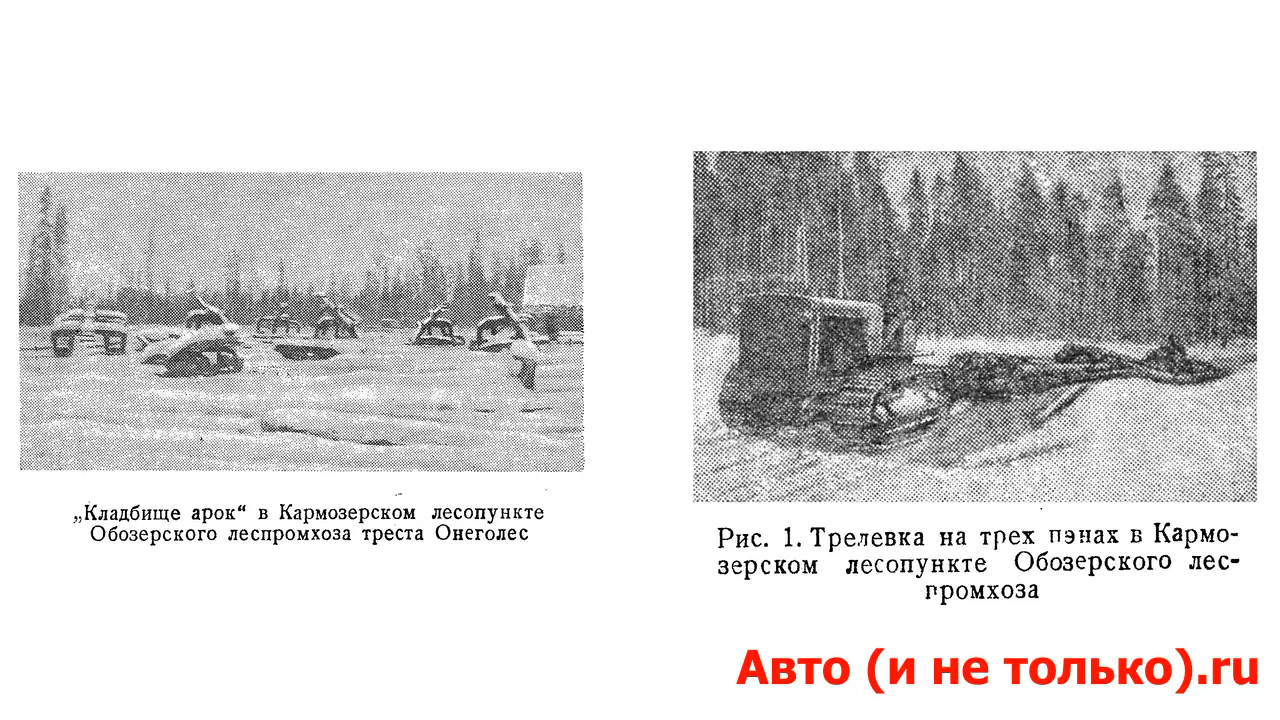 „Кладбище арок“ в Кармозерском лесопункте
Обозерского леспромхоза треста Онеголес
Рис. 1. Трелевка на трех пэнах в Кармо-
зерском лесопункте Обозерского лес-
промхоза
Авто (и не только).ru